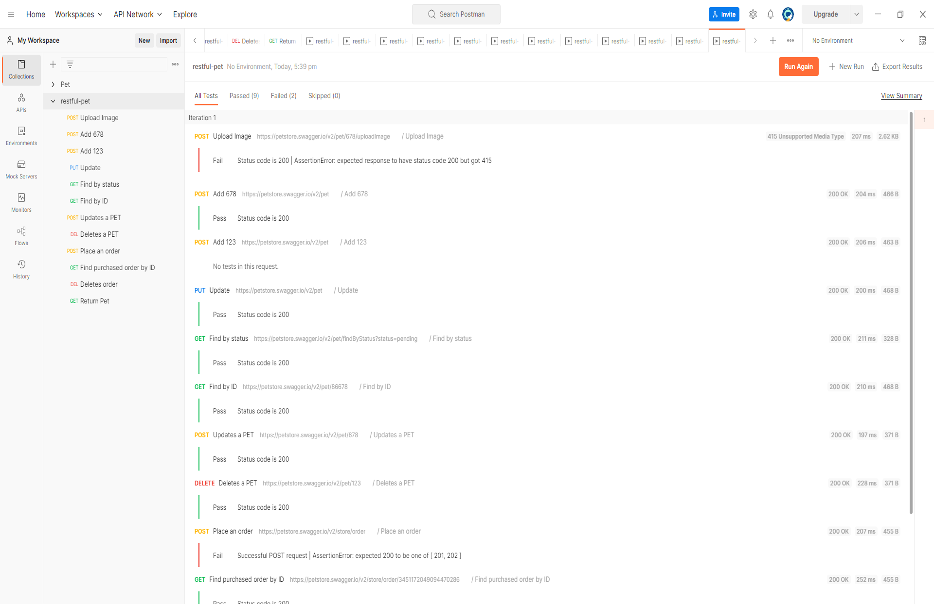 Home Workspaces API Network Explore Search Postman Invite Upgrade
My Workspace New Import
restful- DEL Delete GET Return restful- restful- restful- restful- restful- restful- restful- restful- restful- restful- restful- restful- No Environment
restful-pet No Environment, Today, 5:39 pm Run Again New Run Export Results
Collections
APIs
Environments
Mock Servers
Monitors
Flows
History
Pet
restful-pet
POST Upload Image
POST Add 678
POST Add 123
PUT Update
GET Find by status
GET Find by ID
POST Updates a PET
DEL Deletes a PET
POST Place an order
GET Find purchased order by ID
DEL Deletes order
GET Return Pet
All Tests Passed (9) Failed (2) Skipped (0) View Summary
Iteration 1
1
POST Upload Image https://petstore.swagger.io/v2/pet/678/uploadImage / Upload Image 415 Unsupported Media Type 207 ms 2.62 KB
Fail Status code is 200 | AssertionError: expected response to have status code 200 but got 415
POST Add 678 https://petstore.swagger.io/v2/pet / Add 678 200 OK 204 ms 466 B
Pass Status code is 200
POST Add 123 https://petstore.swagger.io/v2/pet / Add 123 200 OK 206 ms 463 B
No tests in this request.
PUT Update https://petstore.swagger.io/v2/pet / Update 200 OK 200 ms 468 B
Pass Status code is 200
GET Find by status https://petstore.swagger.io/v2/pet/findByStatus?status=pending / Find by status 200 OK 211 ms 328 B
Pass Status code is 200
GET Find by ID https://petstore.swagger.io/v2/pet/86678 / Find by ID 200 OK 210 ms 468 B
Pass Status code is 200
POST Updates a PET https://petstore.swagger.io/v2/pet/678 / Updates a PET 200 OK 197 ms 371 B
Pass Status code is 200
DELETE Deletes a PET https://petstore.swagger.io/v2/pet/123 / Deletes a PET 200 OK 228 ms 371 B
Pass Status code is 200
POST Place an order https://petstore.swagger.io/v2/store/order / Place an order 200 OK 207 ms 455 B
Fail Successful POST request | AssertionError: expected 200 to be one of [ 201, 202 ]
GET Find purchased order by ID https://petstore.swagger.io/v2/store/order/3451172049084470286 / Find purchased order by ID 200 OK 252 ms 455 B
Pass Status code is 200